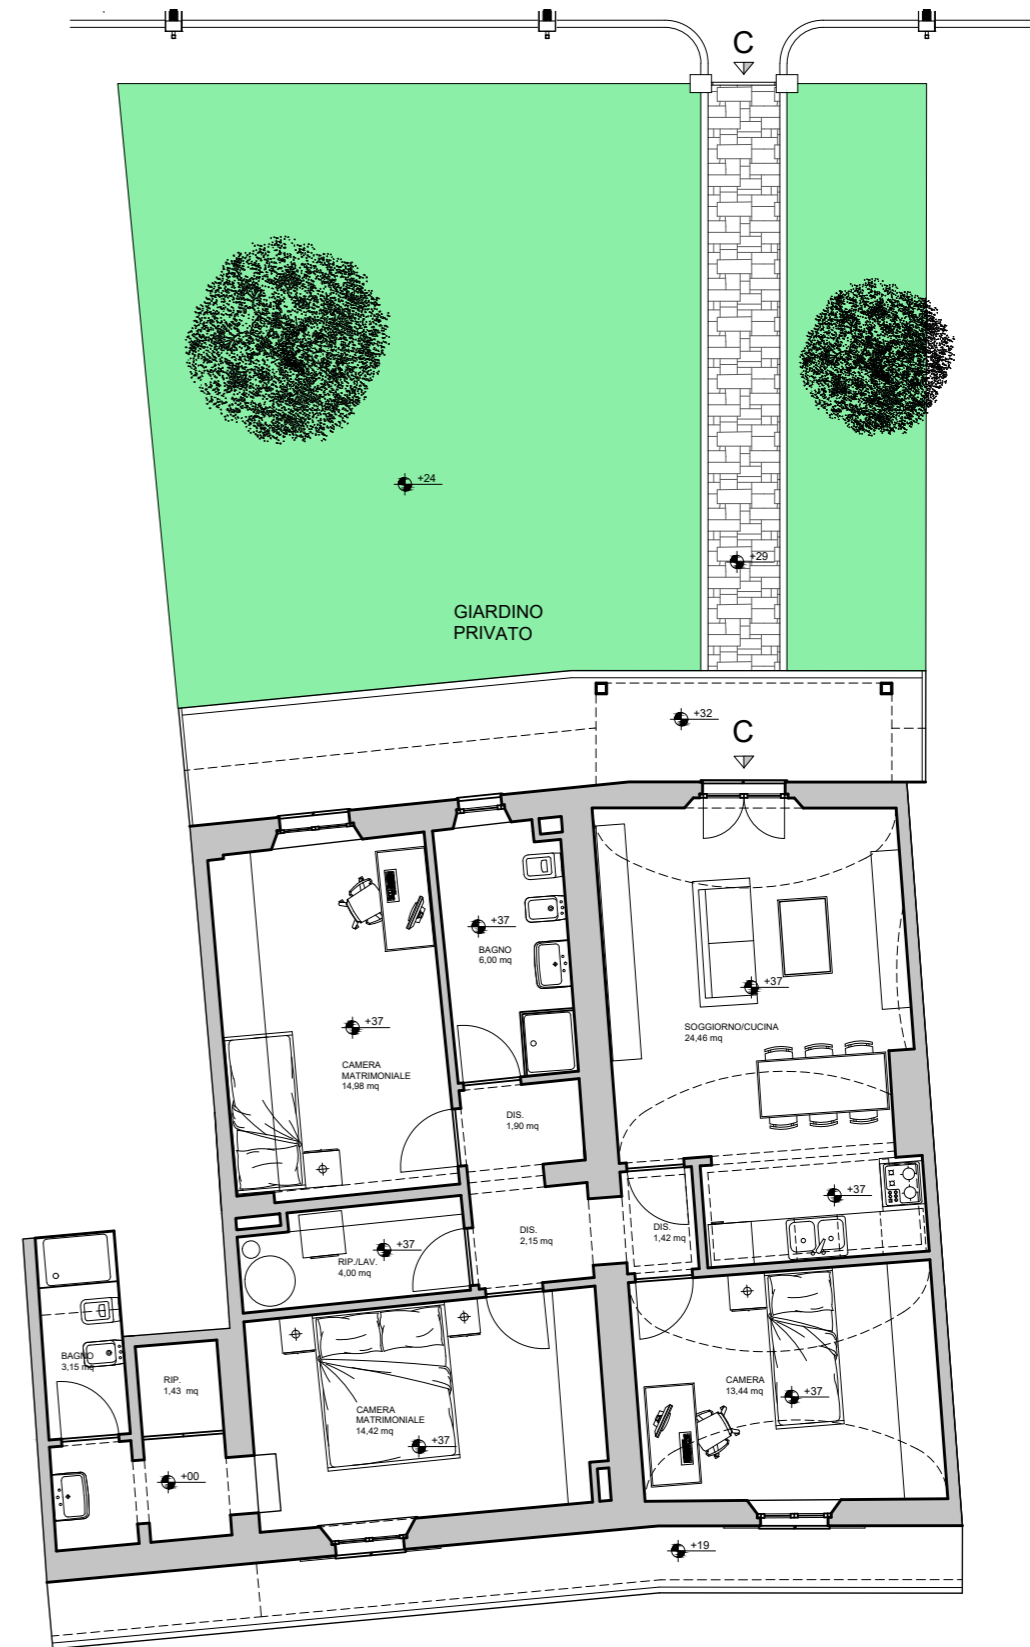 C
+24
+29
GIARDINO
PRIVATO
+32
C
+37
BAGNO
6,00 mq
+37
SOGGIORNO/CUCINA
24,46 mq
+37
CAMERA
MATRIMONIALE
14,98 mq
DIS.
1,90 mq
+37
DIS.
2,15 mq
DIS.
1,42 mq
+37
RIP./LAV.
4,00 mq
BAGNO
3,15 mq
RIP.
1,43 mq
CAMERA
MATRIMONIALE
14,42 mq
+37
CAMERA
13,44 mq
+37
+00
+19